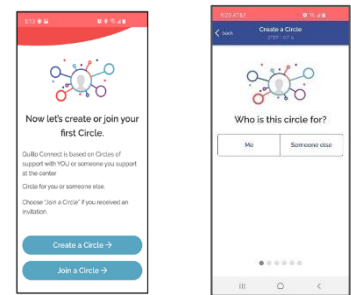 Now let's create or join your
first Circle.
Quillo Connect is based on Circles of
support with YOU or someone you support
at the center
Circle for you or someone else.
Choose 'Join a Circle' if you received an
invitation.
Create a Circle →
Join a Circle →
Create a Circle
back
Who is this circle for?
Me
Someone else